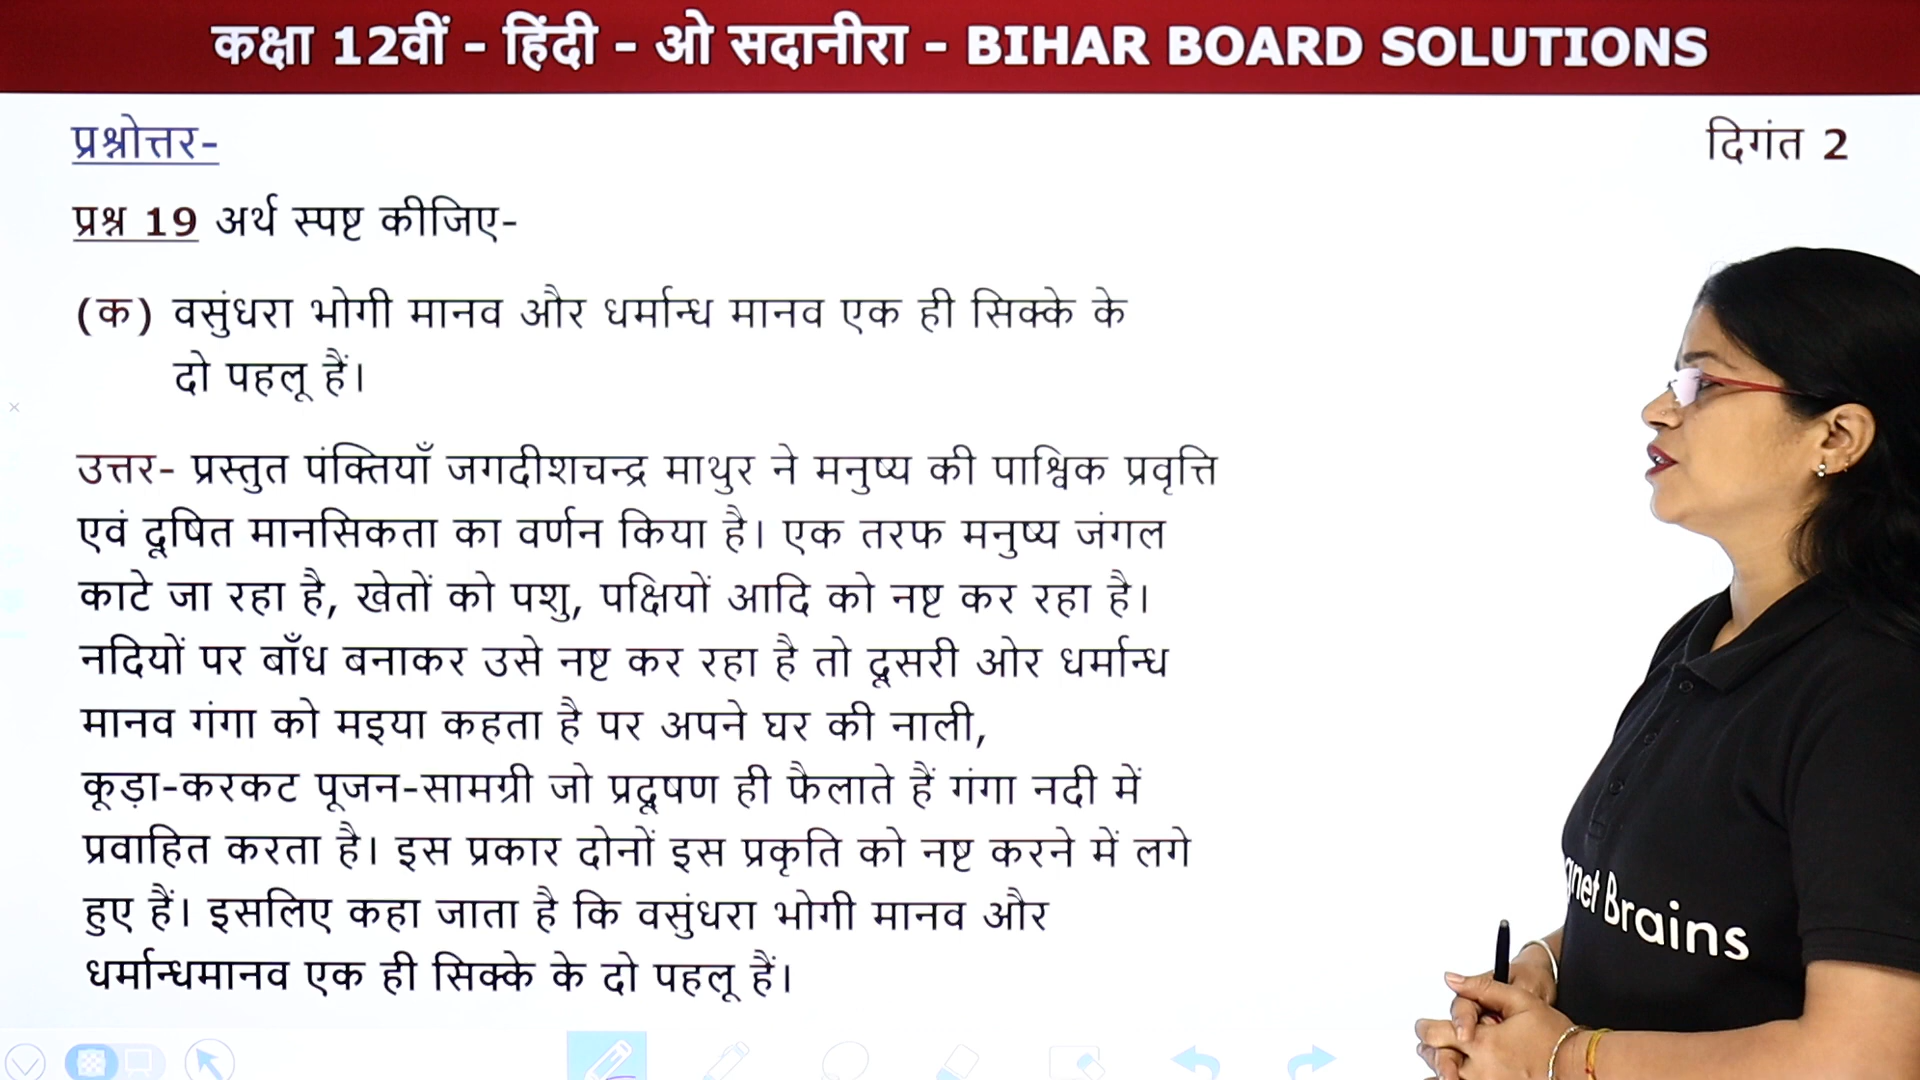 कक्षा 12वीं - हिंदी - ओ सदानीरा - BIHAR BOARD SOLUTIONS
प्रश्नोत्तर-
दिगंत 2
प्रश्न 19 अर्थ स्पष्ट कीजिए-
(क) वसुंधरा भोगी मानव और धर्मान्ध मानव एक ही सिक्के के
दो पहलू हैं।
उत्तर- प्रस्तुत पंक्तियाँ जगदीशचन्द्र माथुर ने मनुष्य की पाश्विक प्रवृत्ति
एवं दूषित मानसिकता का वर्णन किया है। एक तरफ मनुष्य जंगल
काटे जा रहा है, खेतों को पशु, पक्षियों आदि को नष्ट कर रहा है।
नदियों पर बाँध बनाकर उसे नष्ट कर रहा है तो दूसरी ओर धर्मान्ध
मानव गंगा को मइया कहता है पर अपने घर की नाली,
कूड़ा-करकट पूजन-सामग्री जो प्रदूषण ही फैलाते हैं गंगा नदी में
प्रवाहित करता है। इस प्रकार दोनों इस प्रकृति को नष्ट करने में लगे
हुए हैं। इसलिए कहा जाता है कि वसुंधरा भोगी मानव और
धर्मान्धमानव एक ही सिक्के के दो पहलू हैं।
gnet Brains